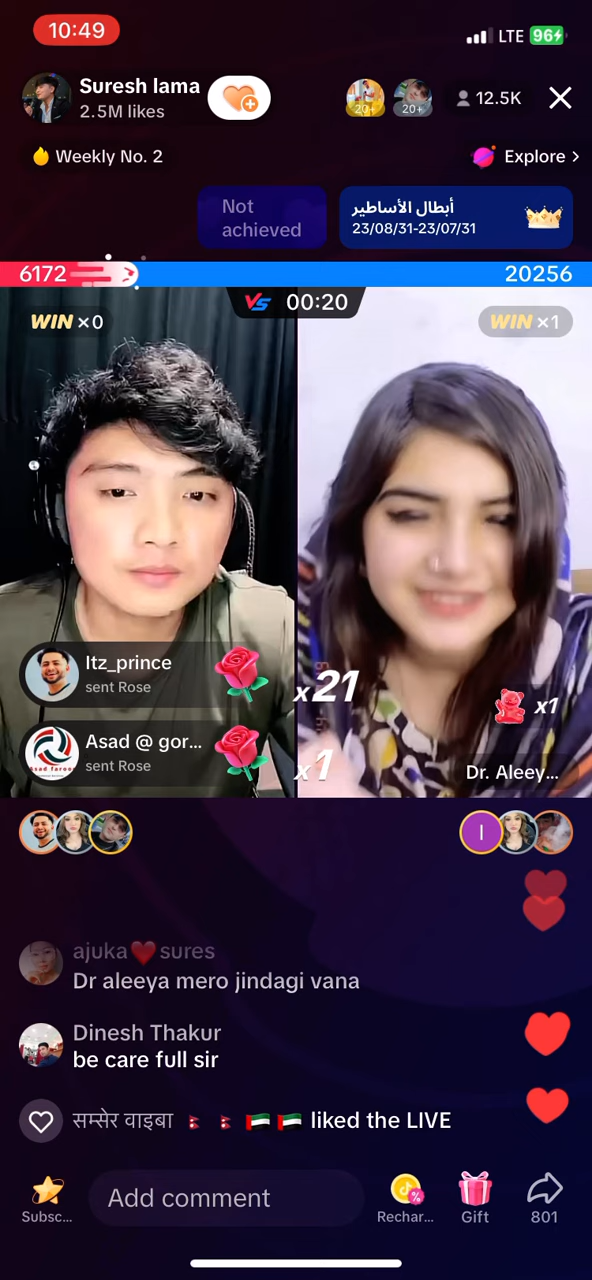 10:49
LTE 96
Suresh lama
2.5M likes
20+
20+
12.5K
Weekly No. 2
Explore >
Not
achieved
أبطال الأساطير
23/08/31-23/07/31
6172
20256
VS 00:20
WIN ×0
WIN ×1
Itz_prince
sent Rose
x21
x1
Asad @ gor...
sent Rose
x1
Dr. Aleey...
I
ajuka❤️sures
Dr aleeya mero jindagi vana
Dinesh Thakur
be care full sir
सम्सेर वाइबा 🇳🇵 🇳🇵 🇦🇪 🇦🇪 liked the LIVE
Subsc...
Add comment
Rechar...
Gift
801